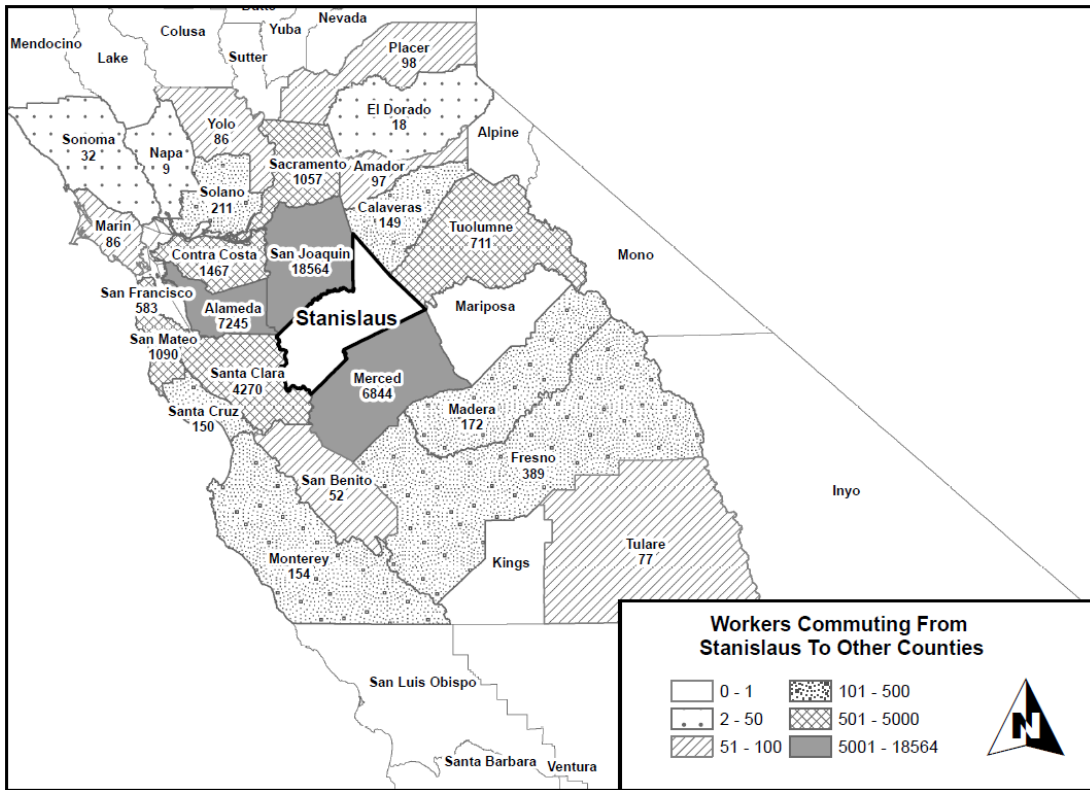 Butte
Nevada
Colusa
Yuba
Mendocino
Lake
Sutter
Placer
98
El Dorado
18
Alpine
Yolo
86
Sonoma
32
Napa
9
Sacramento
1057
Amador
97
Solano
211
Calaveras
149
Marin
86
Tuolumne
711
Contra Costa
1467
San Joaquin
18564
Mono
San Francisco
583
Alameda
7245
Stanislaus
Mariposa
San Mateo
1090
Santa Clara
4270
Merced
6844
Santa Cruz
150
Madera
172
Fresno
389
San Benito
52
Inyo
Monterey
154
Kings
Tulare
77
San Luis Obispo
Santa Barbara
Ventura
Workers Commuting From
Stanislaus To Other Counties
0 - 1
101 - 500
2 - 50
501 - 5000
51 - 100
5001 - 18564
N